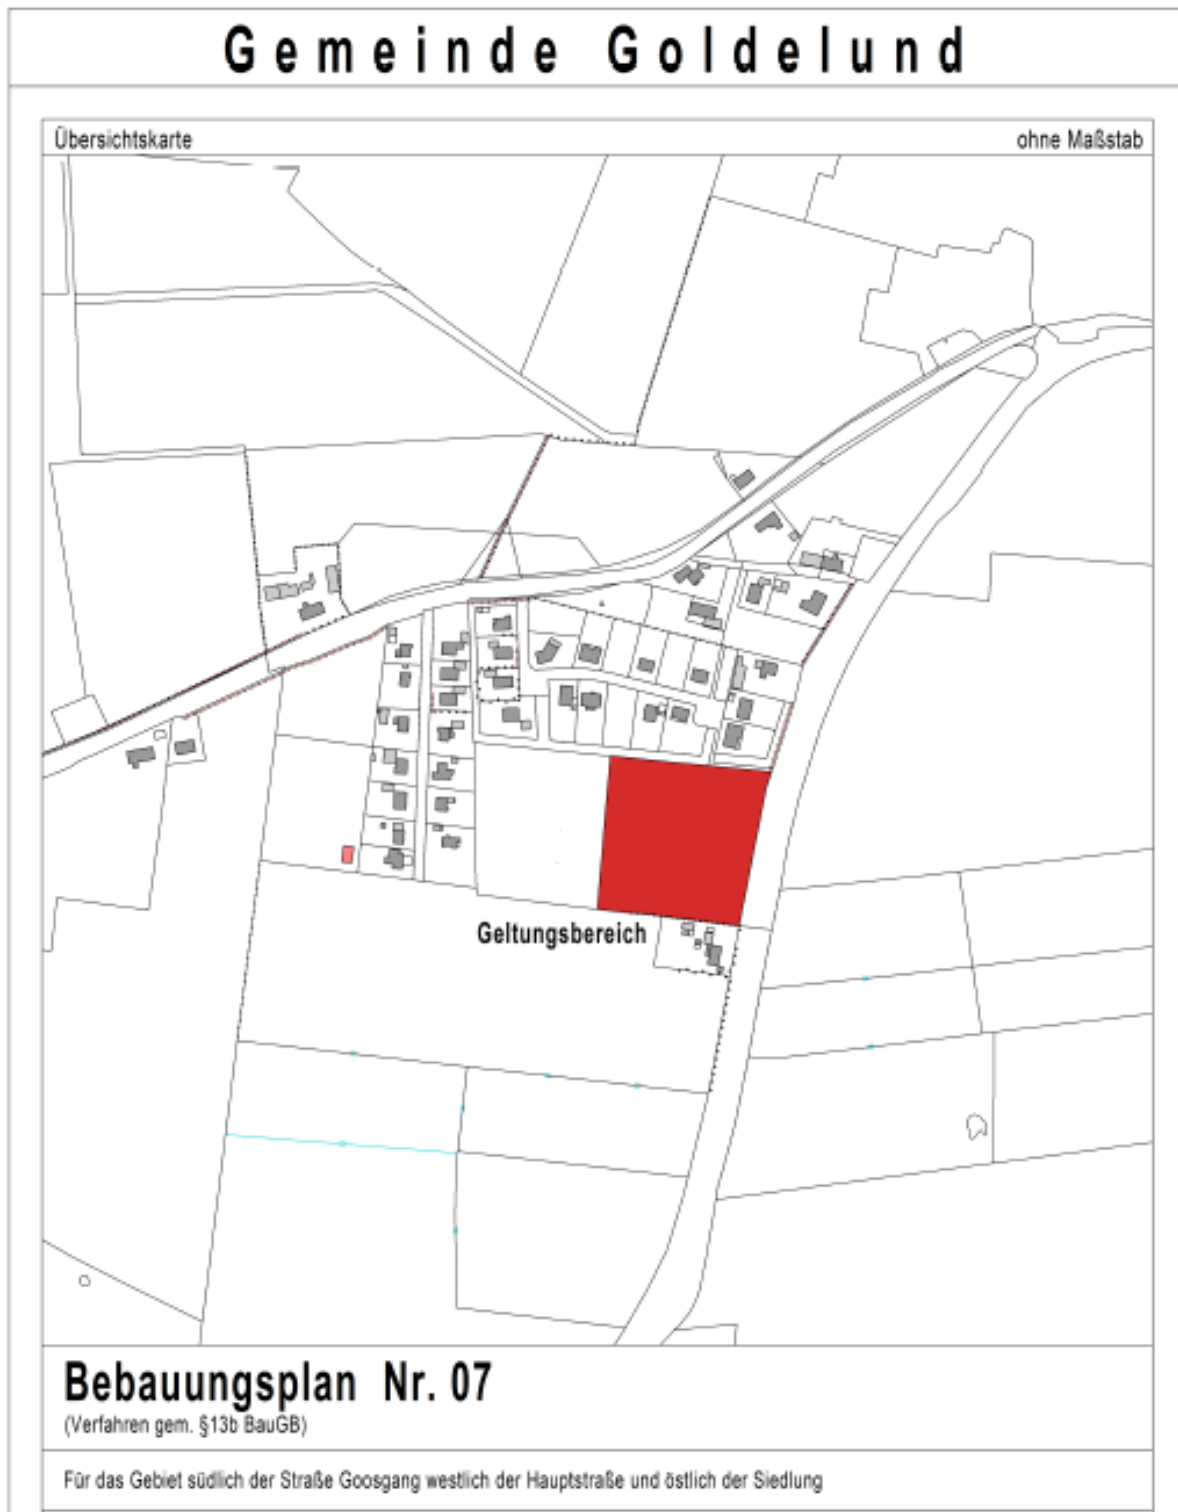 Gemeinde Goldelund
Übersichtskarte ohne Maßstab
Geltungsbereich
Bebauungsplan Nr. 07
(Verfahren gem. §13b BauGB)
Für das Gebiet südlich der Straße Goosgang westlich der Hauptstraße und östlich der Siedlung